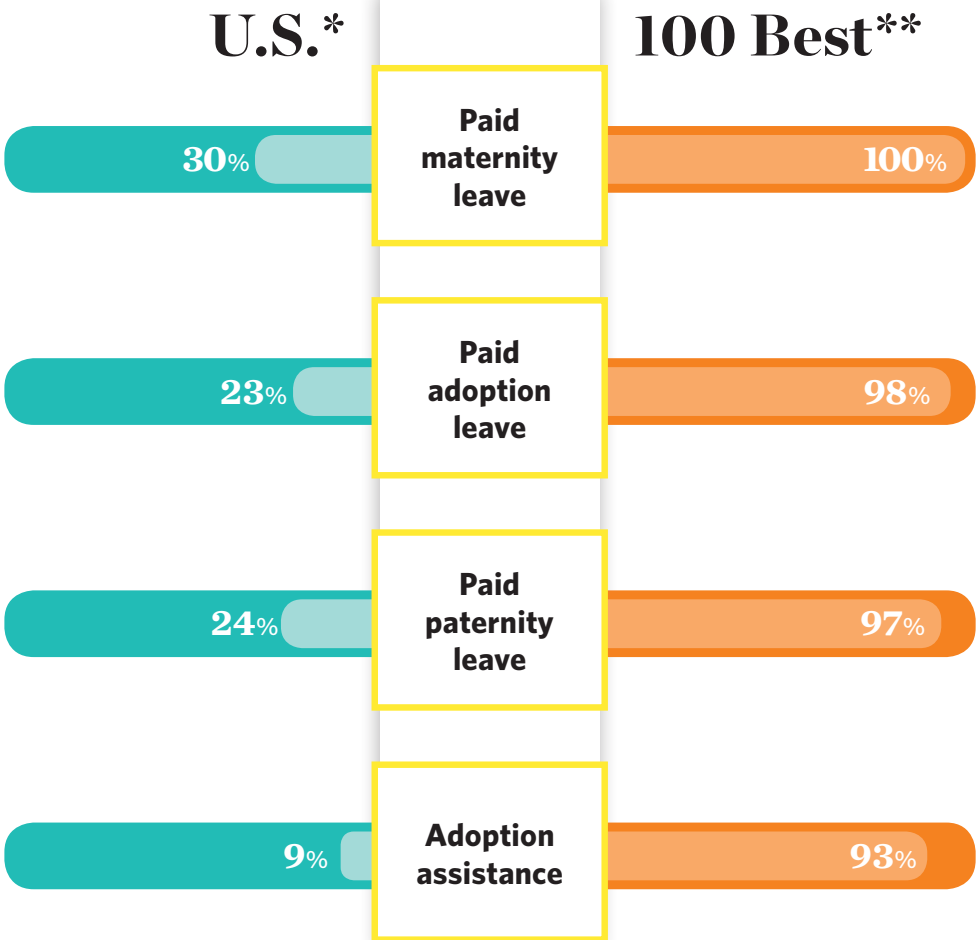 U.S.* 100 Best**
Paid
maternity
leave
30% 100%
Paid
adoption
leave
23% 98%
Paid
paternity
leave
24% 97%
Adoption
assistance
9% 93%